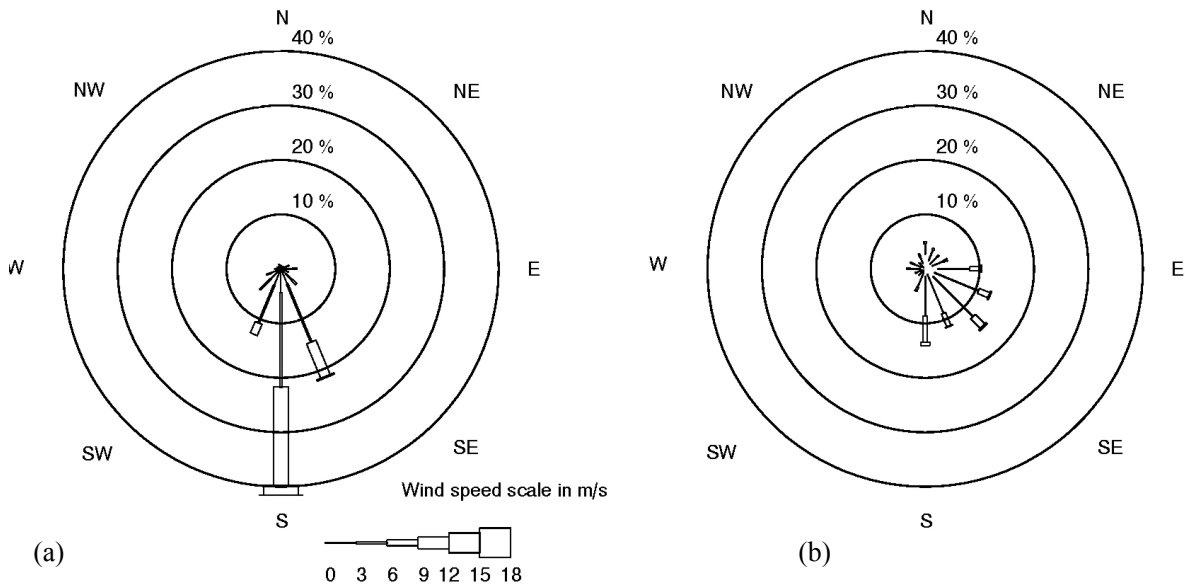 N
40 %
NW
NE
30 %
20 %
10 %
W
E
SW
SE
S
Wind speed scale in m/s
0 3 6 9 12 15 18
(a)
N
40 %
NW
NE
30 %
20 %
10 %
W
E
SW
SE
S
(b)